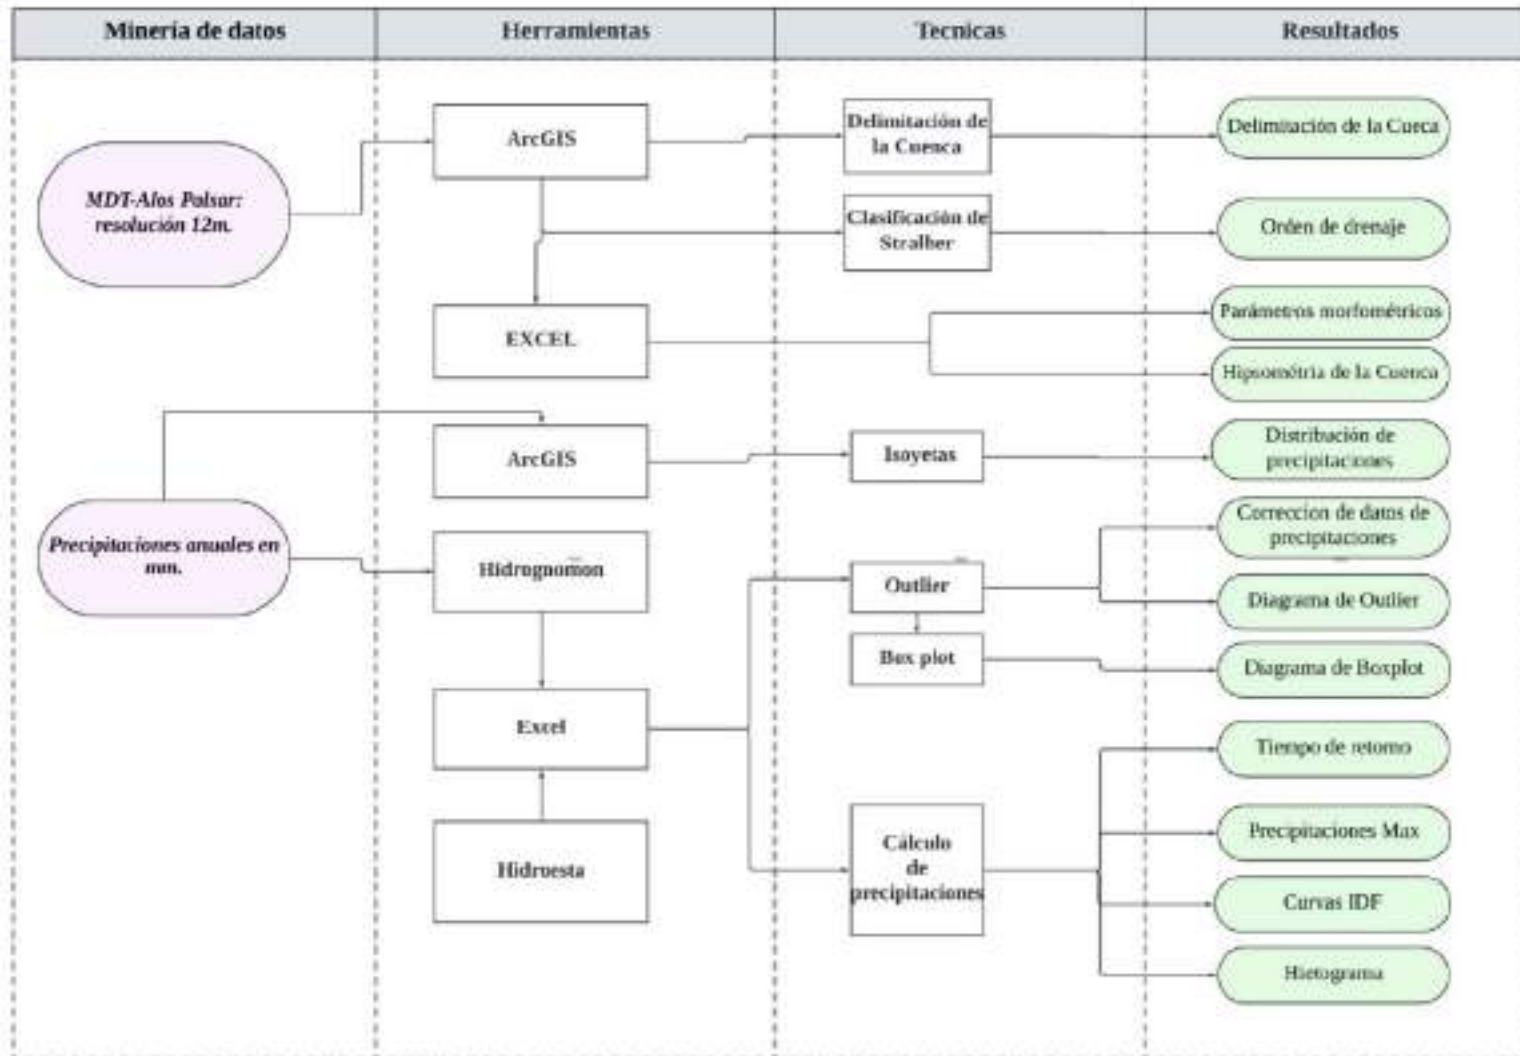 Minería de datos
Herramientas
Tecnicas
Resultados
MDT-Alos Palsar:
resolución 12m.
ArcGIS
Delimitación de
la Cuenca
Delimitación de la Cueca
Clasificación de
Stralher
Orden de drenaje
EXCEL
Parámetros morfométricos
Hipsométria de la Cuenca
Precipitaciones anuales en
mm.
ArcGIS
Isoyetas
Distribución de
precipitaciones
Hidrognomon
Outlier
Correccion de datos de
precipitaciones
Diagrama de Outlier
Box plot
Diagrama de Boxplot
Excel
Hidroesta
Cálculo
de
precipitaciones
Tiempo de retorno
Precipitaciones Max
Curvas IDF
Hietograma